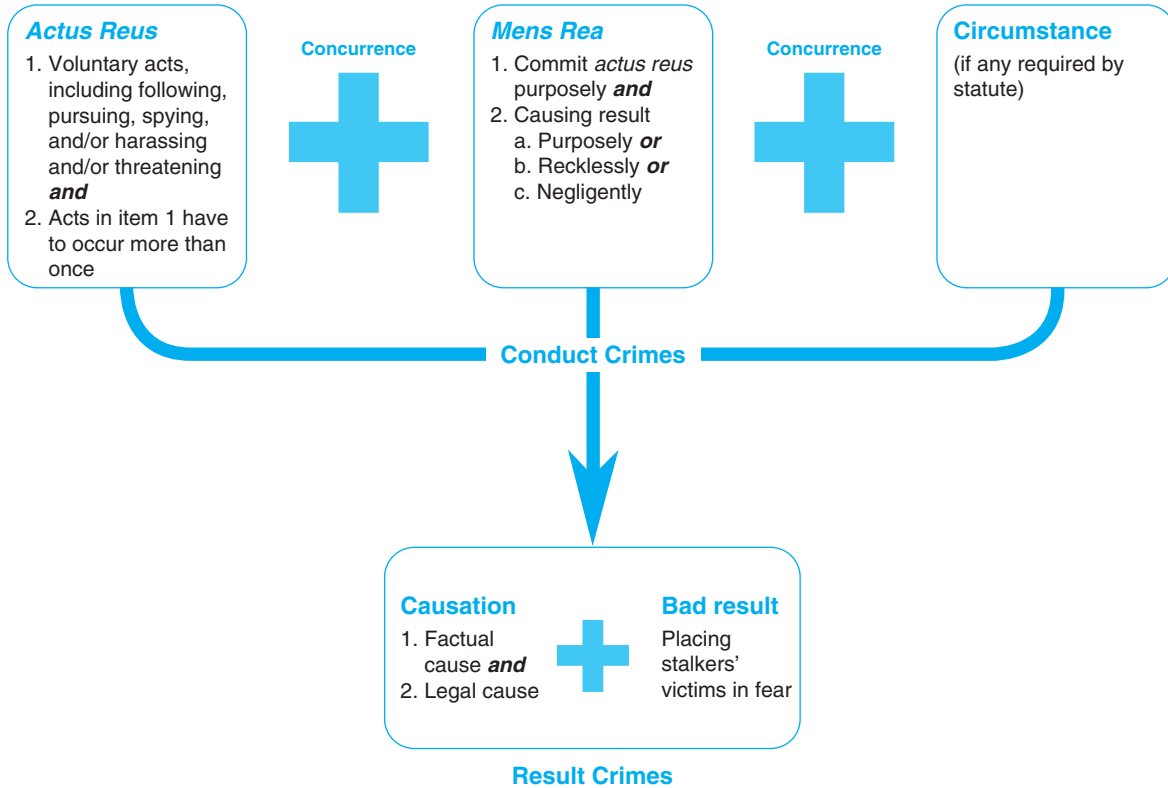 Actus Reus
1. Voluntary acts,
including following,
pursuing, spying,
and/or harassing
and/or threatening
and
2. Acts in item 1 have
to occur more than
once
Concurrence
Mens Rea
1. Commit actus reus
purposely and
2. Causing result
a. Purposely or
b. Recklessly or
c. Negligently
Concurrence
Circumstance
(if any required by
statute)
Conduct Crimes
Causation
1. Factual
cause and
2. Legal cause
Bad result
Placing
stalkers’
victims in fear
Result Crimes